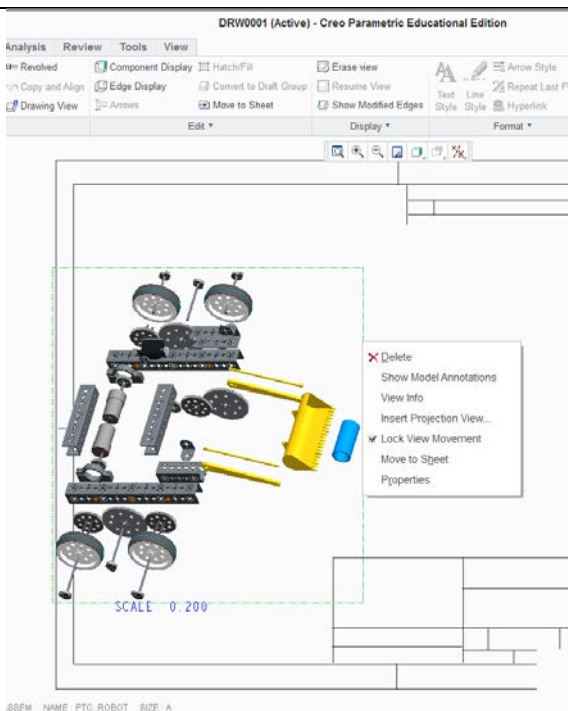 DRW0001 (Active) - Creo Parametric Educational Edition
Analysis Review Tools View
Revolved
Component Display
Hatch/Fill
Erase view
Arrow Style
Copy and Align
Edge Display
Convert to Draft Group
Resume View
Text Style
Line Style
Repeat Last
Drawing View
Arrows
Move to Sheet
Show Modified Edges
Hyperlink
Edit
Display
Format
Delete
Show Model Annotations
View Info
Insert Projection View...
Lock View Movement
Move to Sheet
Properties
SCALE 0.200
NAME: PTC_ROBOT SIZE: A